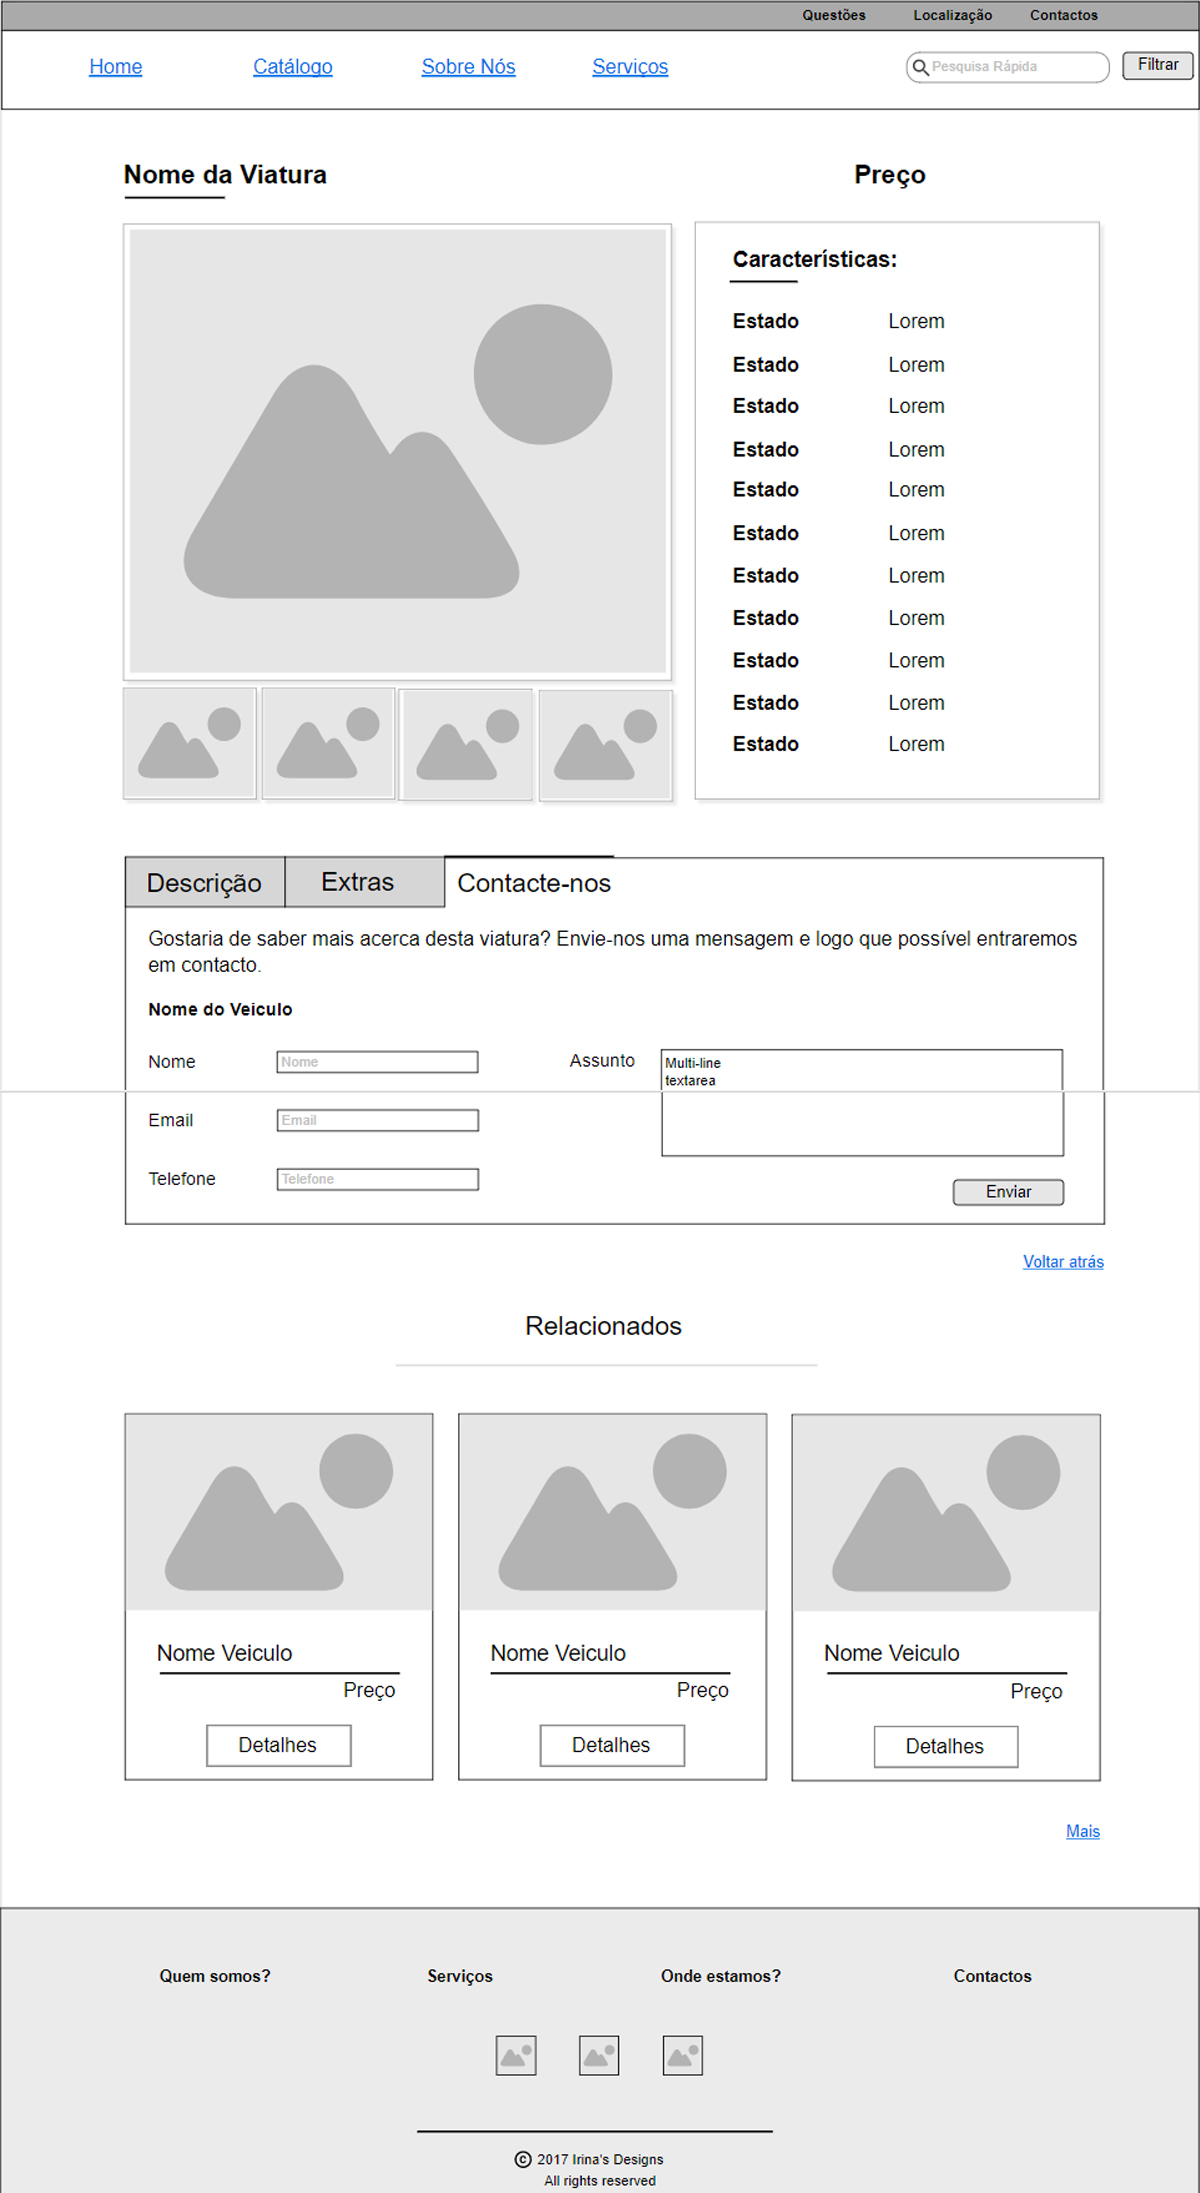 Questões Localização Contactos
Home Catálogo Sobre Nós Serviços Pesquisa Rápida Filtrar
Nome da Viatura Preço
Características:
Estado Lorem
Estado Lorem
Estado Lorem
Estado Lorem
Estado Lorem
Estado Lorem
Estado Lorem
Estado Lorem
Estado Lorem
Estado Lorem
Estado Lorem
Descrição Extras Contacte-nos
Gostaria de saber mais acerca desta viatura? Envie-nos uma mensagem e logo que possível entraremos
em contacto.
Nome do Veiculo
Nome Nome Assunto Multi-line
textarea
Email Email
Telefone Telefone
Enviar
Voltar atrás
Relacionados
Nome Veiculo Nome Veiculo Nome Veiculo
Preço Preço Preço
Detalhes Detalhes Detalhes
Mais
Quem somos? Serviços Onde estamos? Contactos
© 2017 Irina's Designs
All rights reserved